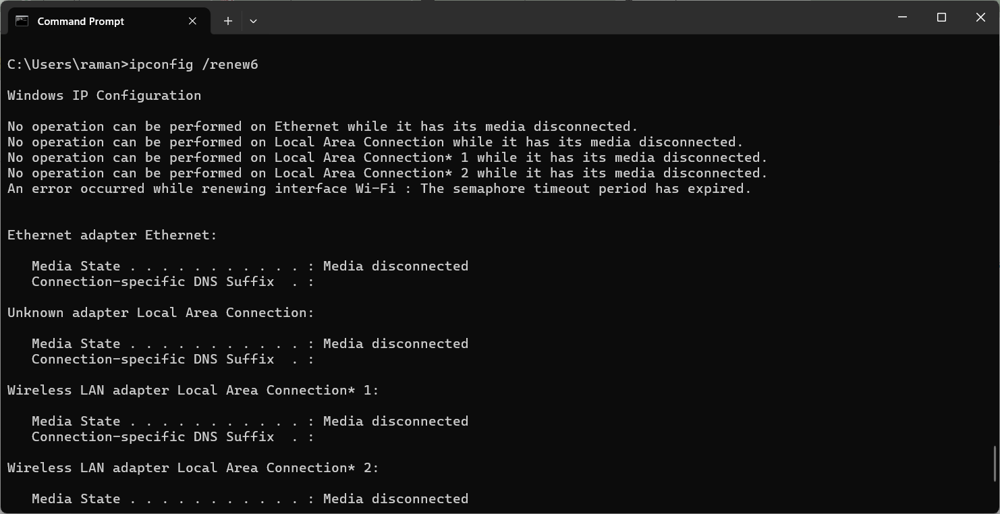 Command Prompt
C:\Users\raman>ipconfig /renew6
Windows IP Configuration
No operation can be performed on Ethernet while it has its media disconnected.
No operation can be performed on Local Area Connection while it has its media disconnected.
No operation can be performed on Local Area Connection* 1 while it has its media disconnected.
No operation can be performed on Local Area Connection* 2 while it has its media disconnected.
An error occurred while renewing interface Wi-Fi : The semaphore timeout period has expired.
Ethernet adapter Ethernet:
Media State . . . . . . . . . . . : Media disconnected
Connection-specific DNS Suffix  . :
Unknown adapter Local Area Connection:
Media State . . . . . . . . . . . : Media disconnected
Connection-specific DNS Suffix  . :
Wireless LAN adapter Local Area Connection* 1:
Media State . . . . . . . . . . . : Media disconnected
Connection-specific DNS Suffix  . :
Wireless LAN adapter Local Area Connection* 2:
Media State . . . . . . . . . . . : Media disconnected